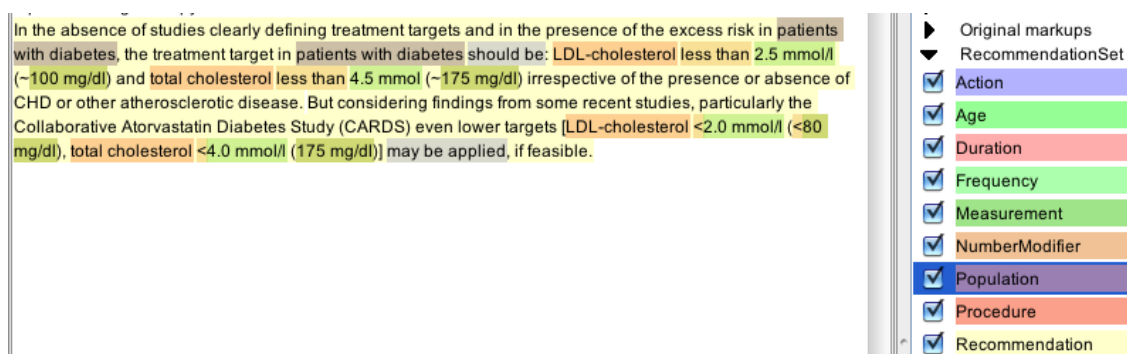 In the absence of studies clearly defining treatment targets and in the presence of the excess risk in patients
with diabetes, the treatment target in patients with diabetes should be: LDL-cholesterol less than 2.5 mmol/l
(~100 mg/dl) and total cholesterol less than 4.5 mmol (~175 mg/dl) irrespective of the presence or absence of
CHD or other atherosclerotic disease. But considering findings from some recent studies, particularly the
Collaborative Atorvastatin Diabetes Study (CARDS) even lower targets [LDL-cholesterol <2.0 mmol/l (<80
mg/dl), total cholesterol <4.0 mmol/l (175 mg/dl)] may be applied, if feasible.
Original markups
RecommendationSet
Action
Age
Duration
Frequency
Measurement
NumberModifier
Population
Procedure
Recommendation